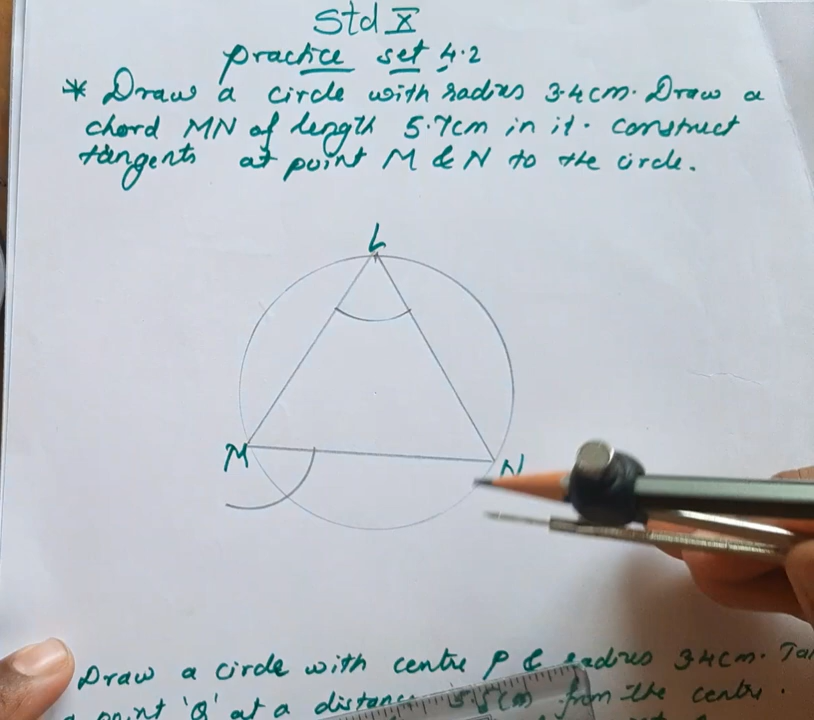 Std X
practice set 4.2
* Draw a circle with radius 3.4cm. Draw a
chord MN of length 5.7cm in it. construct
tangents at point M & N to the circle.
L
M
N
Draw a circle with centre P & radius 3.4cm.
point 'Q' at a distance 5.5cm from the centre.